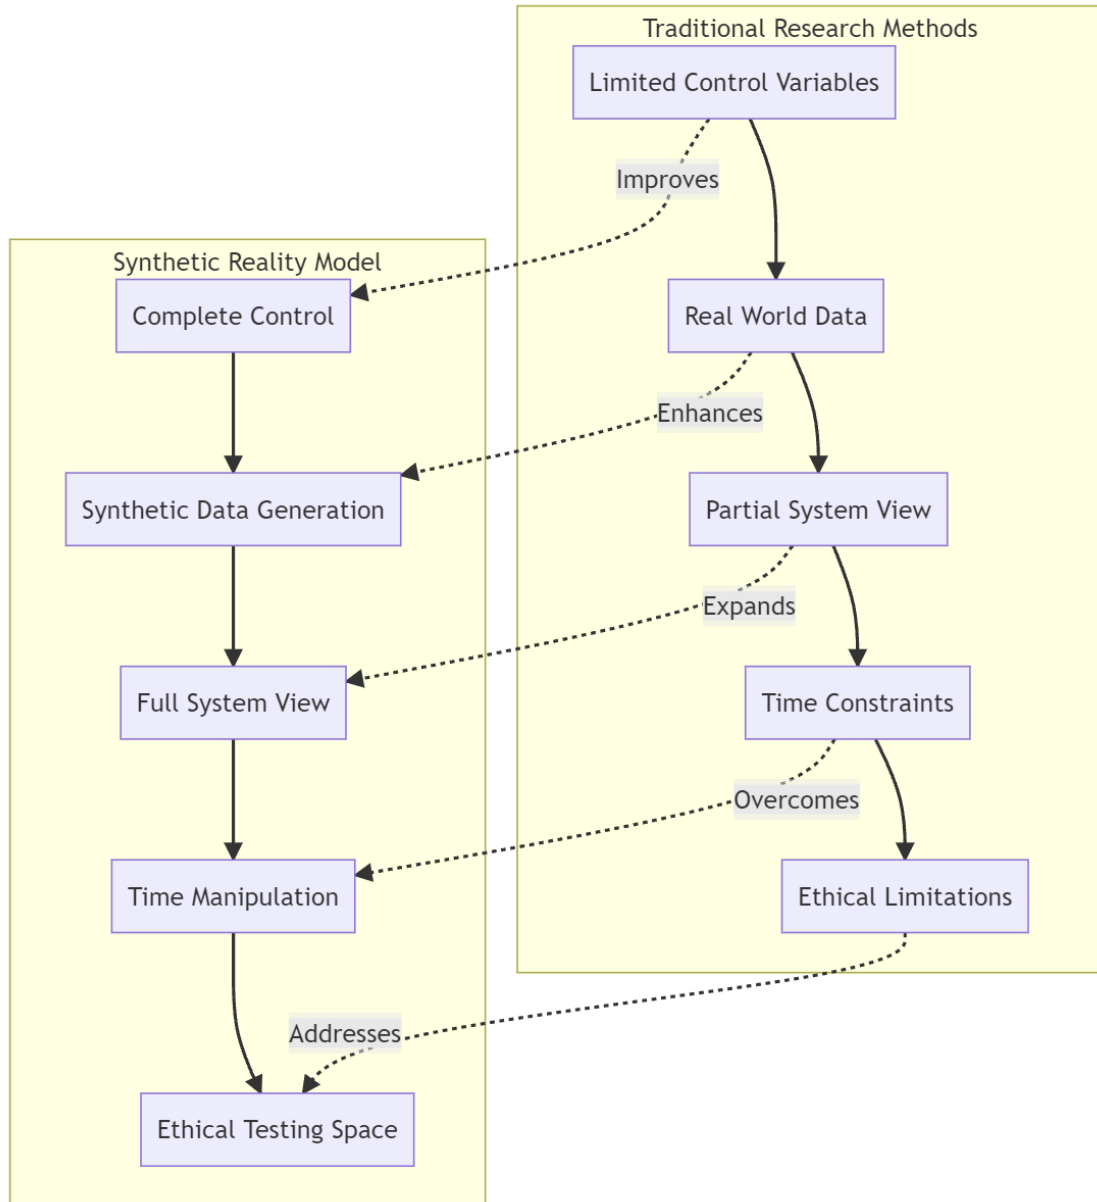 Traditional Research Methods
Limited Control Variables
Improves
Synthetic Reality Model
Complete Control
Real World Data
Enhances
Synthetic Data Generation
Partial System View
Expands
Full System View
Time Constraints
Overcomes
Time Manipulation
Ethical Limitations
Addresses
Ethical Testing Space